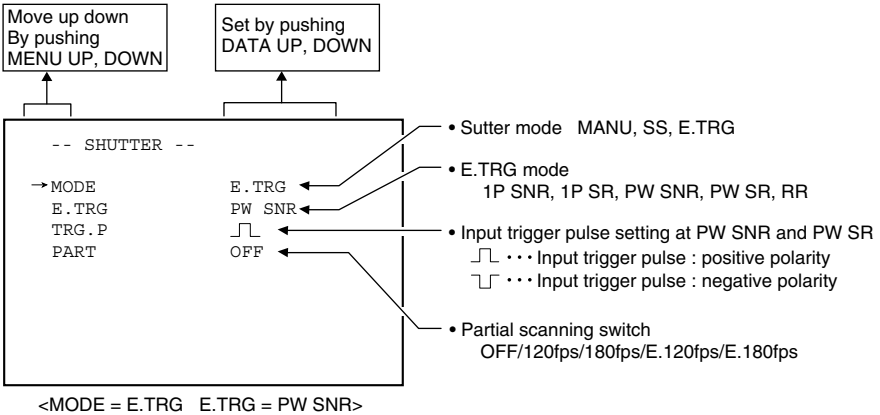 Move up down
By pushing
MENU UP, DOWN
Set by pushing
DATA UP, DOWN
-- SHUTTER --
→MODE E.TRG
E.TRG PW SNR
TRG.P
PART OFF
• Sutter mode MANU, SS, E.TRG
• E.TRG mode
1P SNR, 1P SR, PW SNR, PW SR, RR
• Input trigger pulse setting at PW SNR and PW SR
･･･Input trigger pulse : positive polarity
･･･Input trigger pulse : negative polarity
• Partial scanning switch
OFF/120fps/180fps/E.120fps/E.180fps
<MODE = E.TRG E.TRG = PW SNR>